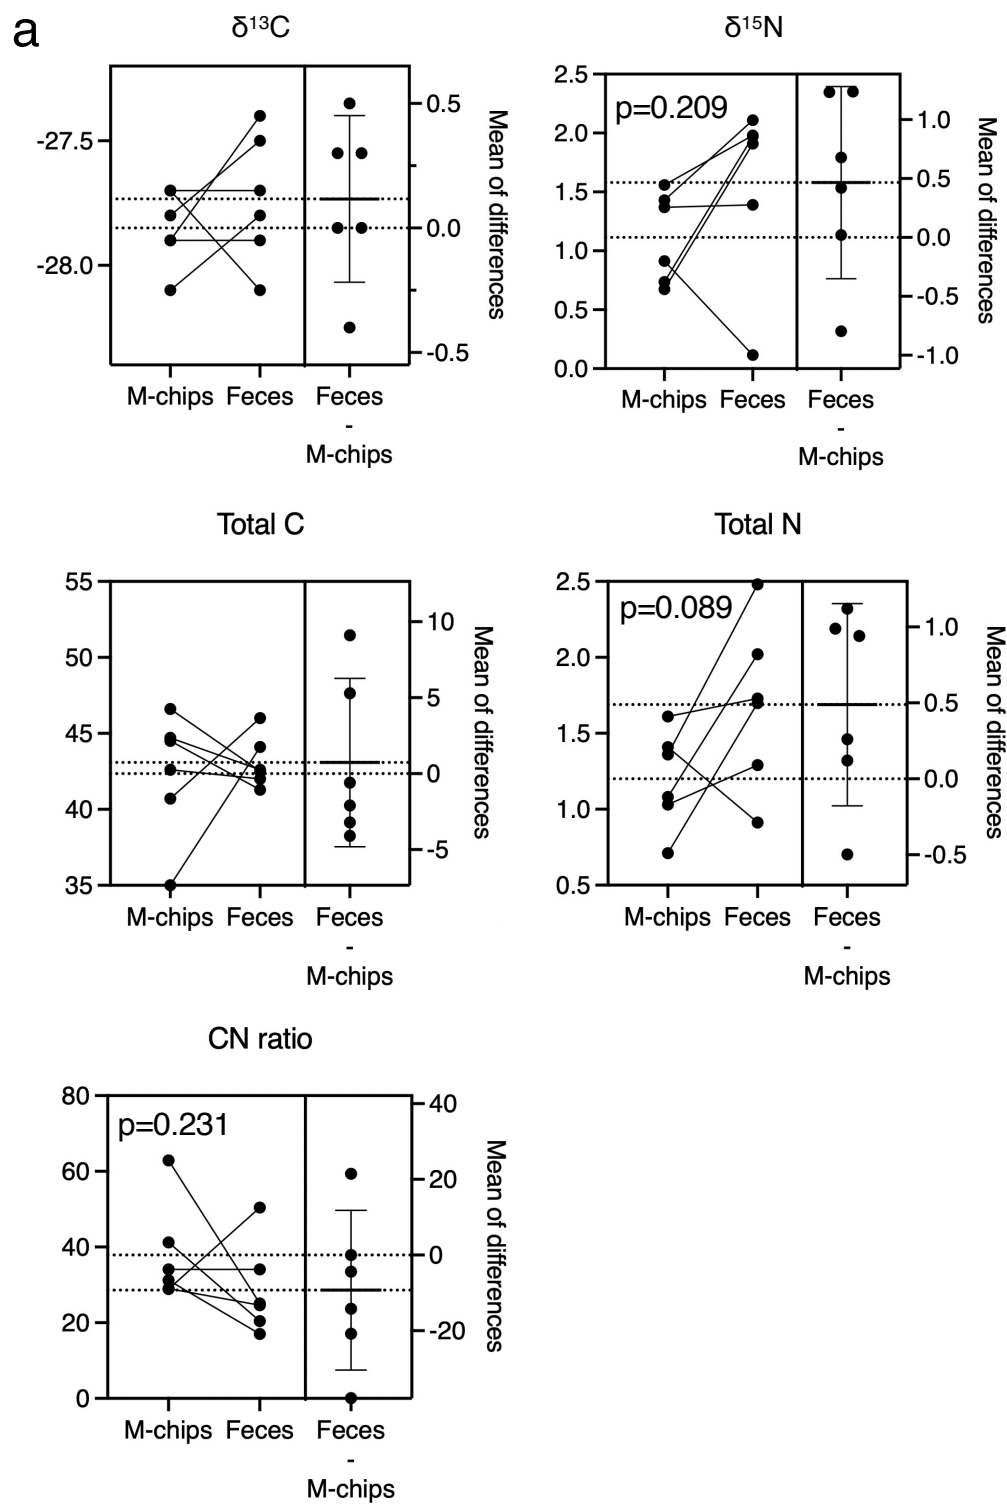 a
δ¹³C
-27.5
-28.0
0.5
0.0
-0.5
Mean of differences
M-chips Feces Feces
-
M-chips
δ¹⁵N
p=0.209
2.5
2.0
1.5
1.0
0.5
0.0
1.0
0.5
0.0
-0.5
-1.0
Mean of differences
M-chips Feces Feces
-
M-chips
Total C
55
50
45
40
35
10
5
0
-5
Mean of differences
M-chips Feces Feces
-
M-chips
Total N
p=0.089
2.5
2.0
1.5
1.0
0.5
1.0
0.5
0.0
-0.5
Mean of differences
M-chips Feces Feces
-
M-chips
CN ratio
p=0.231
80
60
40
20
0
40
20
0
-20
Mean of differences
M-chips Feces Feces
-
M-chips